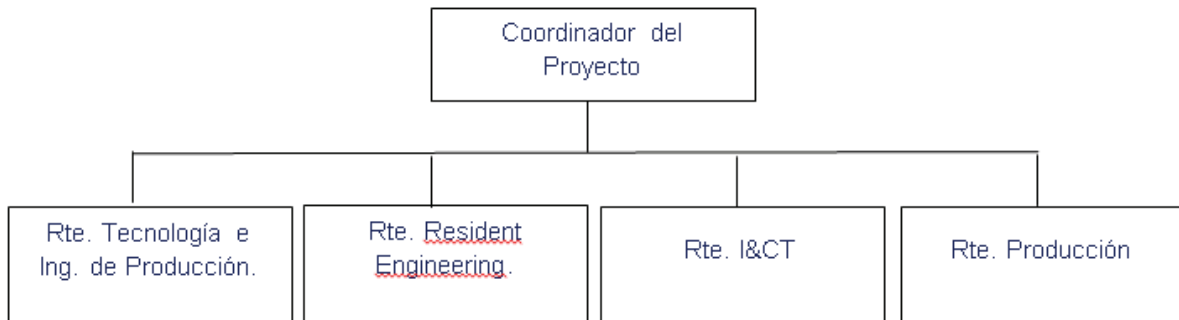 Coordinador del
Proyecto
Rte. Tecnología e
Ing. de Producción.
Rte. Resident
Engineering.
Rte. I&CT
Rte. Producción